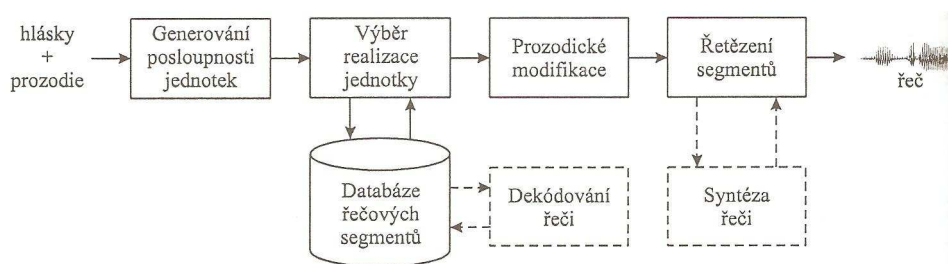 hlásky
+
prozodie
Generování
posloupnosti
jednotek
Výběr
realizace
jednotky
Prozodické
modifikace
Řetězení
segmentů
řeč
Databáze
řečových
segmentů
Dekódování
řeči
Syntéza
řeči